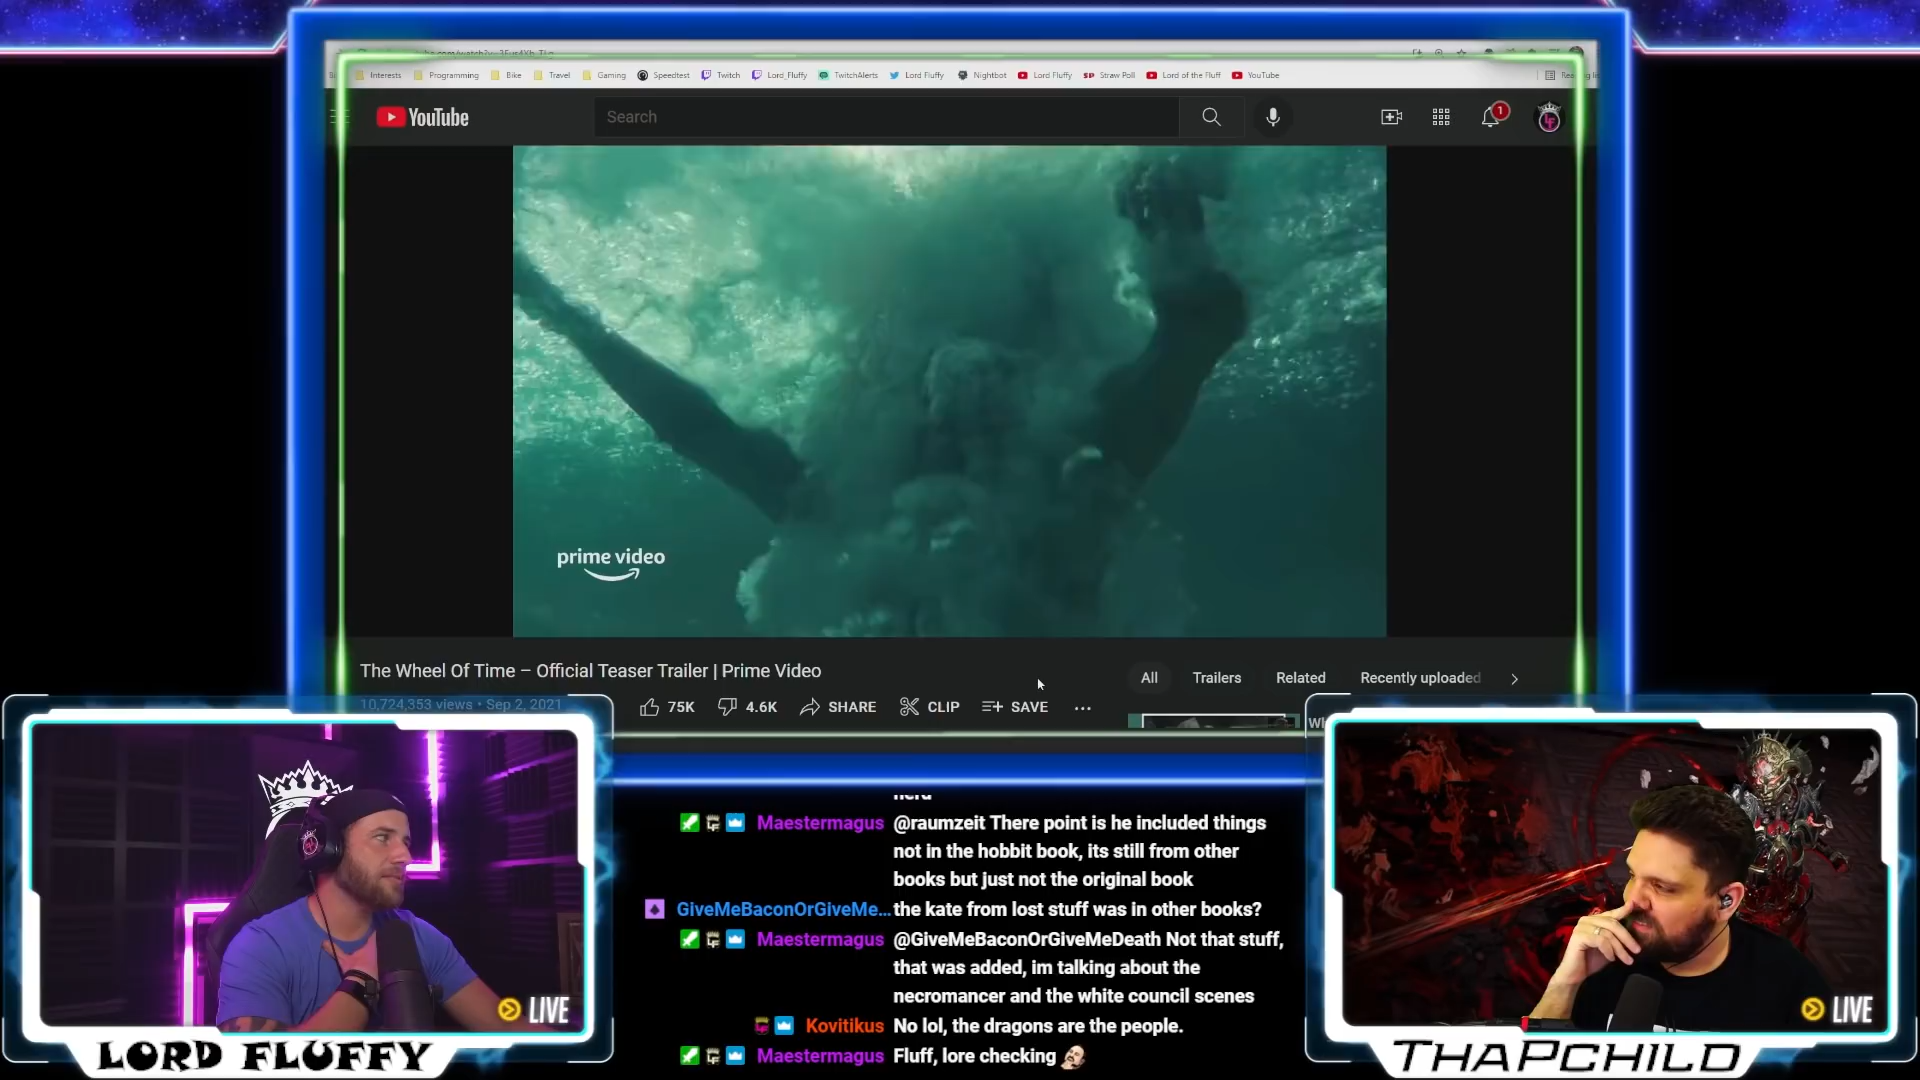 Interests Programming Bike Travel Gaming Speedtest Twitch Lord_Fluffy TwitchAlerts Lord Fluffy Nightbot Lord Fluffy SP Straw Poll Lord of the Fluff YouTube
YouTube
Search
1
prime video
The Wheel Of Time – Official Teaser Trailer | Prime Video
10,724,353 views • Sep 2, 2021
75K 4.6K SHARE CLIP SAVE ...
All Trailers Related Recently uploaded
Maestermagus @raumzeit There point is he included things
not in the hobbit book, its still from other
books but just not the original book
GiveMeBaconOrGiveMe... the kate from lost stuff was in other books?
Maestermagus @GiveMeBaconOrGiveMeDeath Not that stuff,
that was added, im talking about the
necromancer and the white council scenes
Kovitikus No lol, the dragons are the people.
Maestermagus Fluff, lore checking
LIVE
LORD FLUFFY
LIVE
THAPCHILD